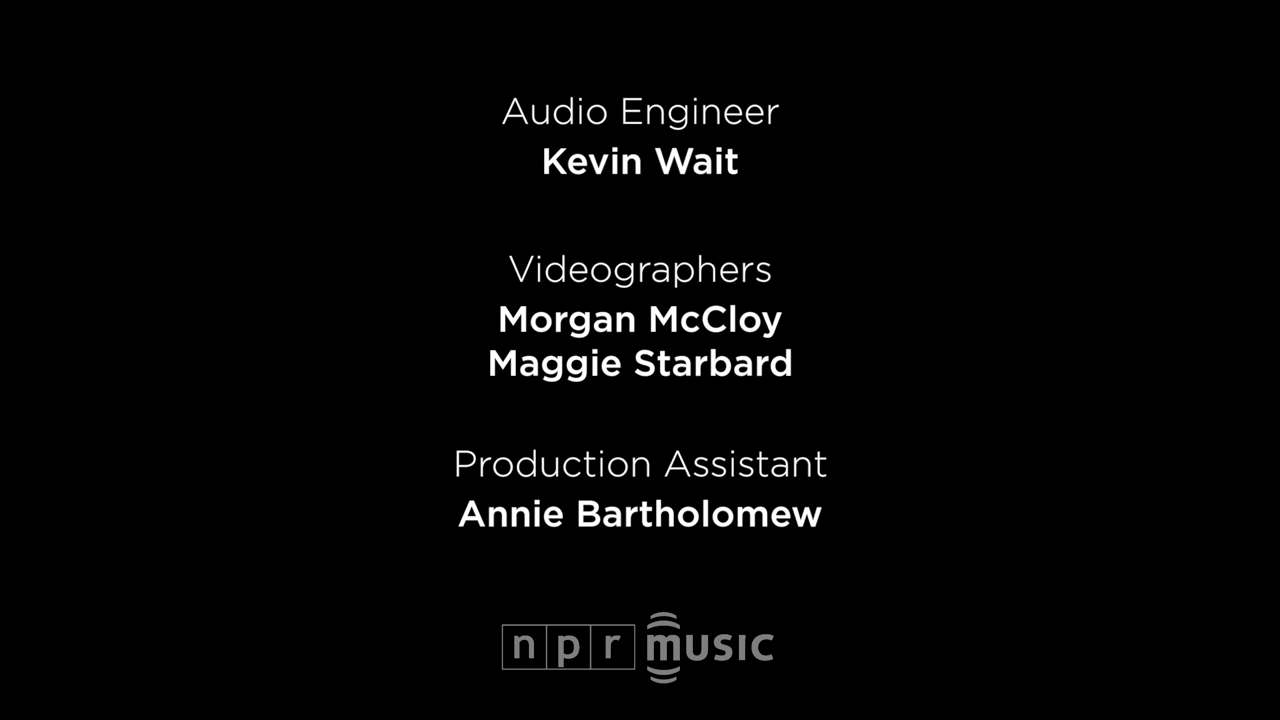 Audio Engineer
Kevin Wait
Videographers
Morgan McCloy
Maggie Starbard
Production Assistant
Annie Bartholomew
npr music